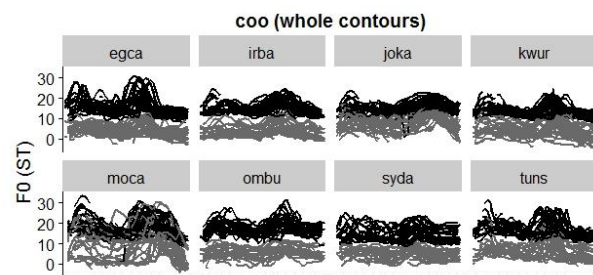 coo (whole contours)
egca irba joka kwur
30
20
10
0
F0 (ST)
moca ombu syda tuns
30
20
10
0